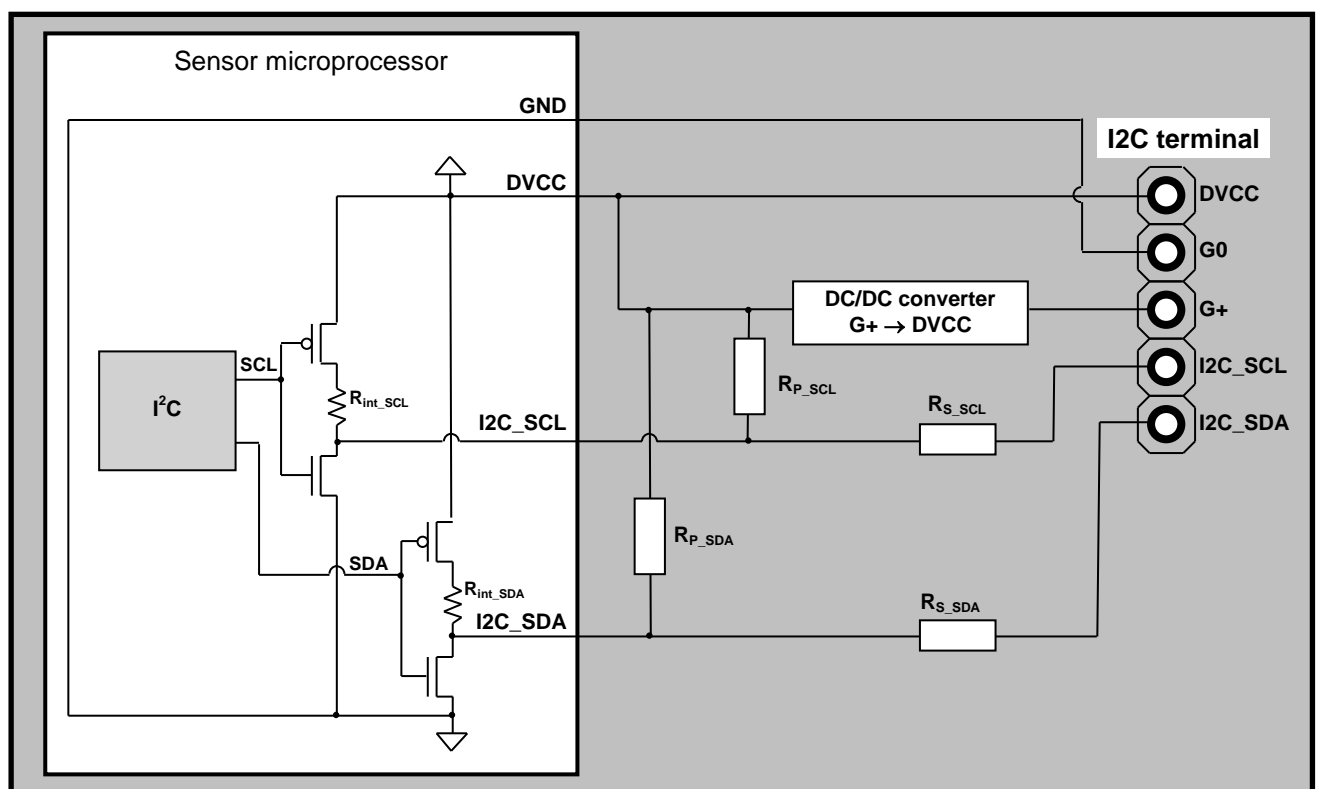 Sensor microprocessor
GND
I2C terminal
DVCC
DVCC
G0
DC/DC converter
G+ → DVCC
G+
SCL
I²C
R_int_SCL
R_P_SCL
I2C_SCL
R_S_SCL
I2C_SCL
I2C_SDA
R_P_SDA
SDA
R_int_SDA
I2C_SDA
R_S_SDA